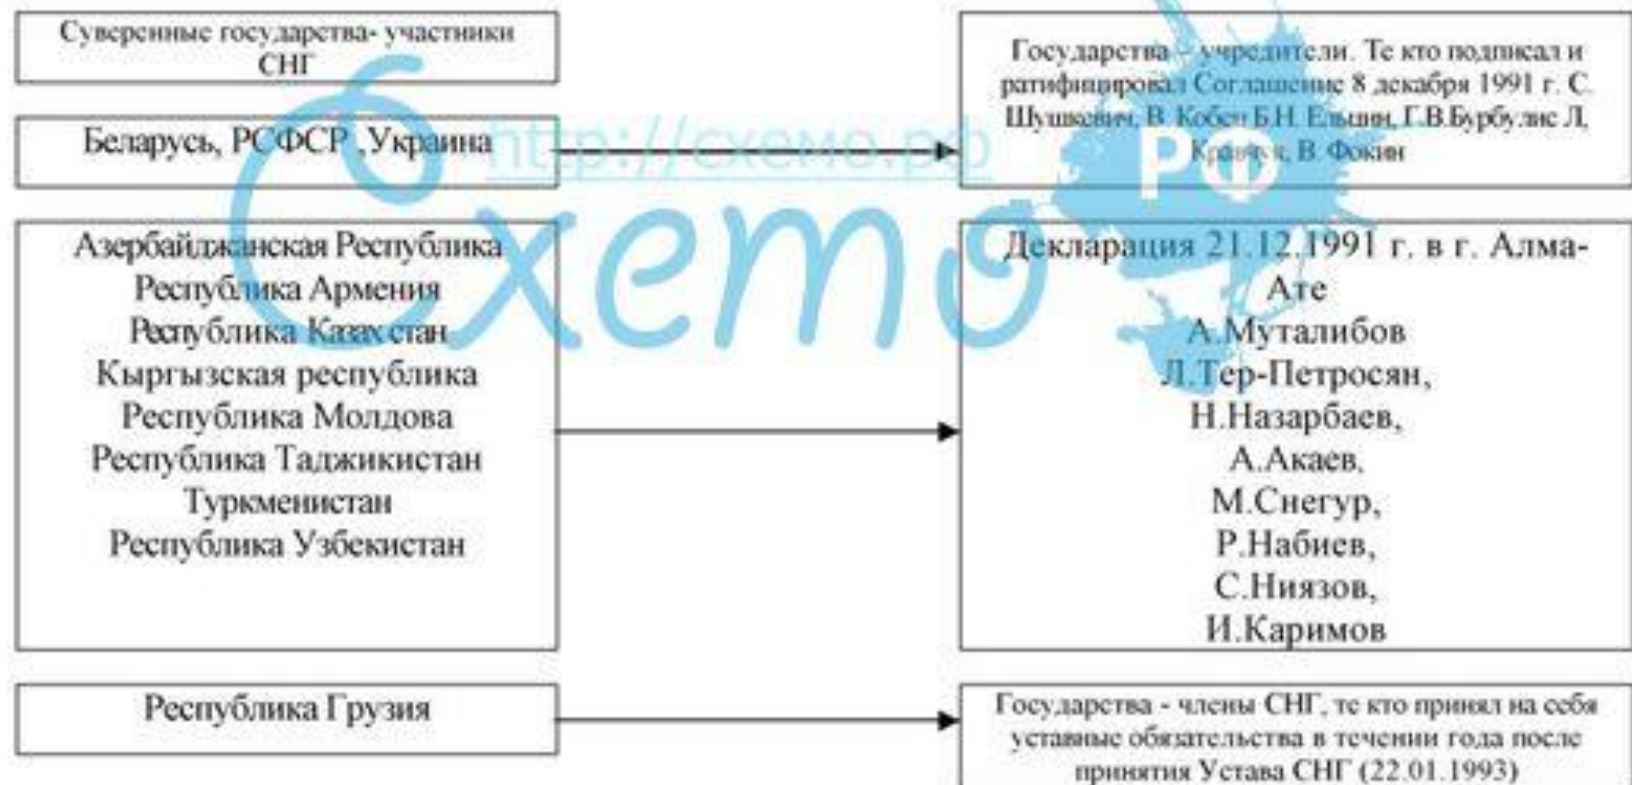 Суверенные государства- участники
СНГ
Государства - учредители. Те кто подписал и
ратифицировал Соглашение 8 декабря 1991 г. С.
Шушкевич, В. Кобен Б.Н. Ельцин, Г.В.Бурбулис Л.
Кравчук, В. Фокин
Беларусь, РСФСР ,Украина
http://схемо.рф
Схемо
РФ
Азербайджанская Республика
Республика Армения
Республика Казахстан
Кыргызская республика
Республика Молдова
Республика Таджикистан
Туркменистан
Республика Узбекистан
Декларация 21.12.1991 г. в г. Алма-
Ате
А.Муталибов
Л.Тер-Петросян,
Н.Назарбаев,
А.Акаев,
М.Снегур,
Р.Набиев,
С.Ниязов,
И.Каримов
Республика Грузия
Государства - члены СНГ, те кто принял на себя
уставные обязательства в течении года после
принятия Устава СНГ (22.01.1993)